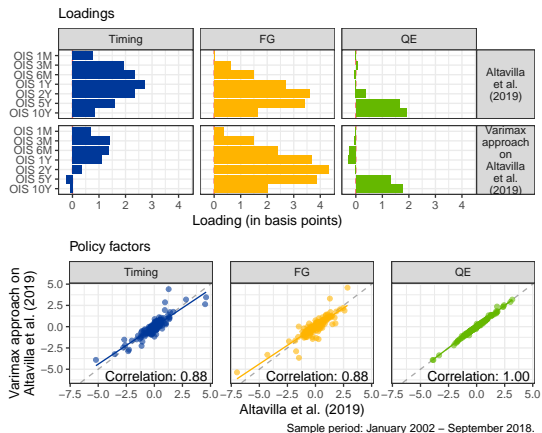 Loadings
Timing FG QE
OIS 1M
OIS 3M
OIS 6M
OIS 1Y
OIS 2Y
OIS 5Y
OIS 10Y
Altavilla
et al.
(2019)
OIS 1M
OIS 3M
OIS 6M
OIS 1Y
OIS 2Y
OIS 5Y
OIS 10Y
Varimax
approach
on
Altavilla
et al.
(2019)
0 1 2 3 4 0 1 2 3 4 0 1 2 3 4
Loading (in basis points)
Policy factors
Timing FG QE
Varimax approach on
Altavilla et al. (2019)
5.0
2.5
0.0
−2.5
−5.0
Correlation: 0.88 Correlation: 0.88 Correlation: 1.00
−7.5 −5.0 −2.5 0.0 2.5 5.0 −7.5 −5.0 −2.5 0.0 2.5 5.0 −7.5 −5.0 −2.5 0.0 2.5 5.0
Altavilla et al. (2019)
Sample period: January 2002 − September 2018.